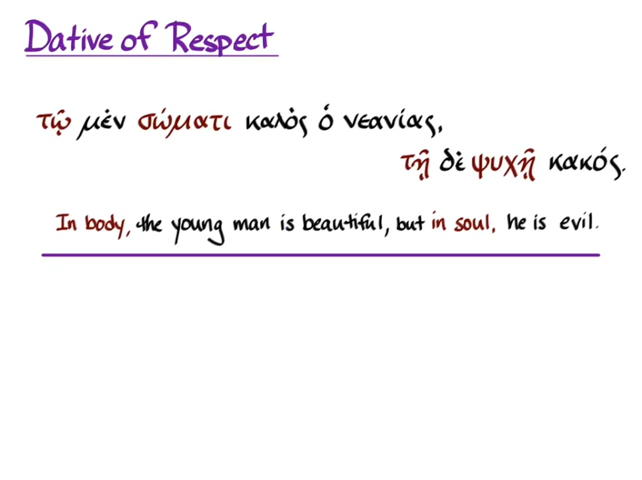 Dative of Respect
τῷ μὲν σώματι καλὸς ὁ νεανίας,
τῇ δὲ ψυχῇ κακός.
In body, the young man is beautiful, but in soul, he is evil.